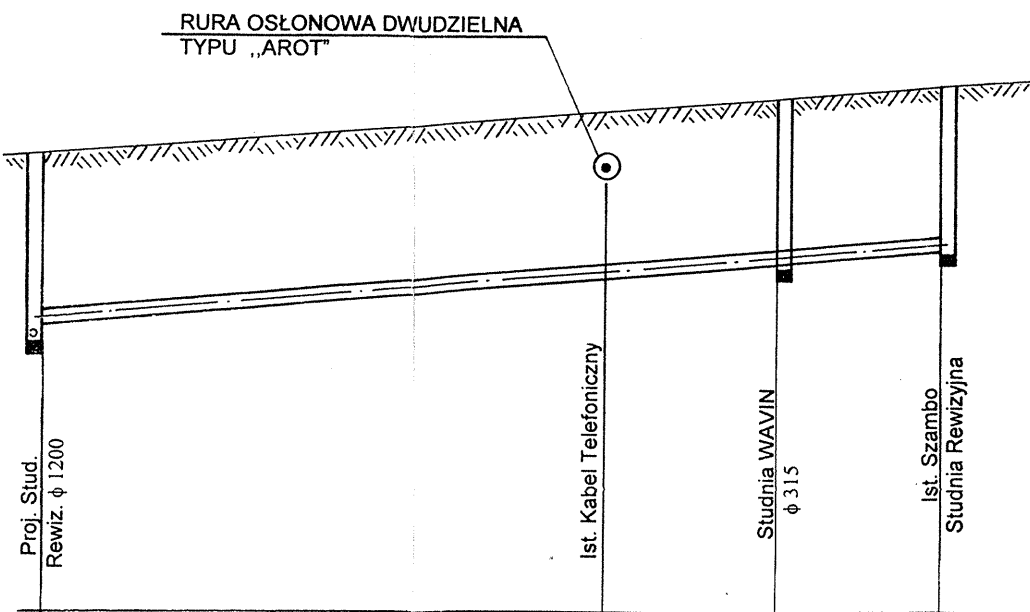 RURA OSŁONOWA DWUDZIELNA
TYPU ,,AROT"
Proj. Stud.
Rewiz. ϕ 1200
Ist. Kabel Telefoniczny
Studnia WAVIN
ϕ 315
Ist. Szambo
Studnia Rewizyjna